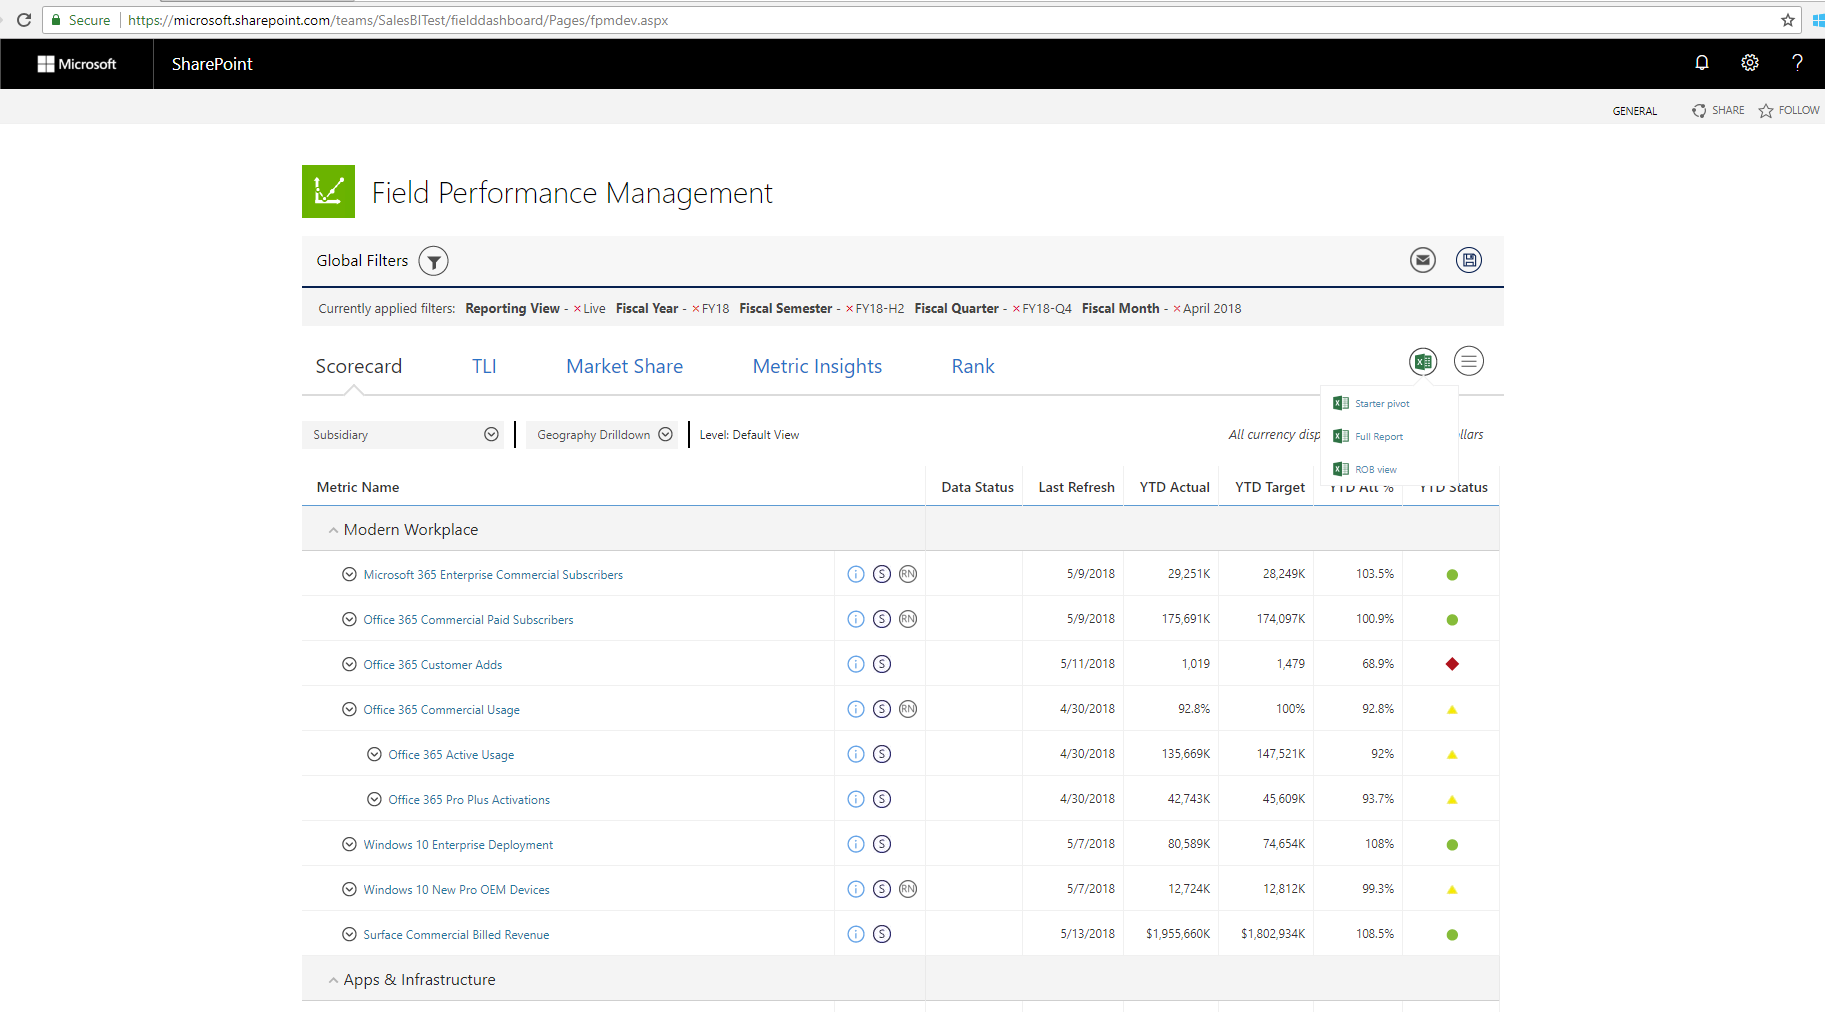 Secure https://microsoft.sharepoint.com/teams/SalesBITest/fielddashboard/Pages/fpmdev.aspx
Microsoft SharePoint ?
GENERAL SHARE FOLLOW
Field Performance Management
Global Filters
Currently applied filters: Reporting View - ×Live Fiscal Year - ×FY18 Fiscal Semester - ×FY18-H2 Fiscal Quarter - ×FY18-Q4 Fiscal Month - ×April 2018
Scorecard TLI Market Share Metric Insights Rank
Starter pivot
Full Report
ROB view
Subsidiary Geography Drilldown Level: Default View All currency disp llars
Metric Name Data Status Last Refresh YTD Actual YTD Target YTD Att % YTD Status
Modern Workplace
Microsoft 365 Enterprise Commercial Subscribers i S RN 5/9/2018 29,251K 28,249K 103.5%
Office 365 Commercial Paid Subscribers i S RN 5/9/2018 175,691K 174,097K 100.9%
Office 365 Customer Adds i S 5/11/2018 1,019 1,479 68.9%
Office 365 Commercial Usage i S RN 4/30/2018 92.8% 100% 92.8%
Office 365 Active Usage i S 4/30/2018 135,669K 147,521K 92%
Office 365 Pro Plus Activations i S 4/30/2018 42,743K 45,609K 93.7%
Windows 10 Enterprise Deployment i S 5/7/2018 80,589K 74,654K 108%
Windows 10 New Pro OEM Devices i S RN 5/7/2018 12,724K 12,812K 99.3%
Surface Commercial Billed Revenue i S 5/13/2018 $1,955,660K $1,802,934K 108.5%
Apps & Infrastructure